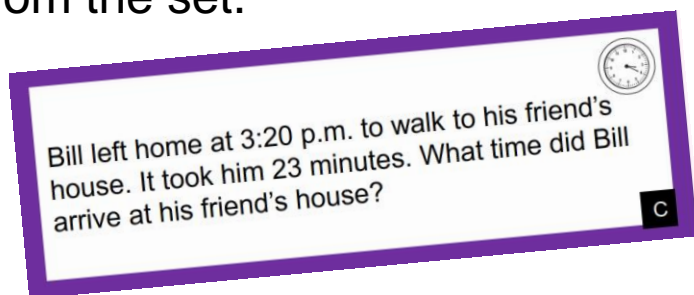 om the set.
Bill left home at 3:20 p.m. to walk to his friend's
house. It took him 23 minutes. What time did Bill
arrive at his friend's house?
C